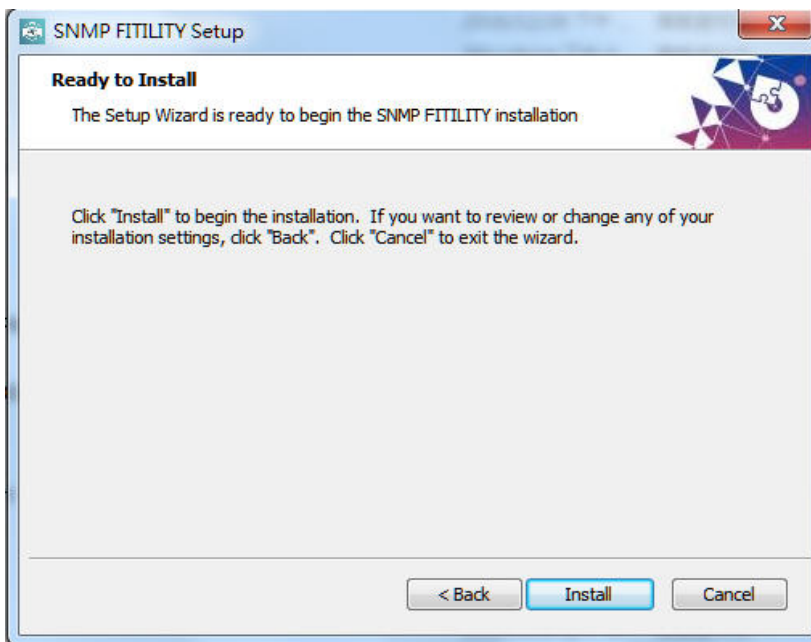 SNMP FITILITY Setup
Ready to Install
The Setup Wizard is ready to begin the SNMP FITILITY installation
Click "Install" to begin the installation. If you want to review or change any of your
installation settings, click "Back". Click "Cancel" to exit the wizard.
< Back Install Cancel